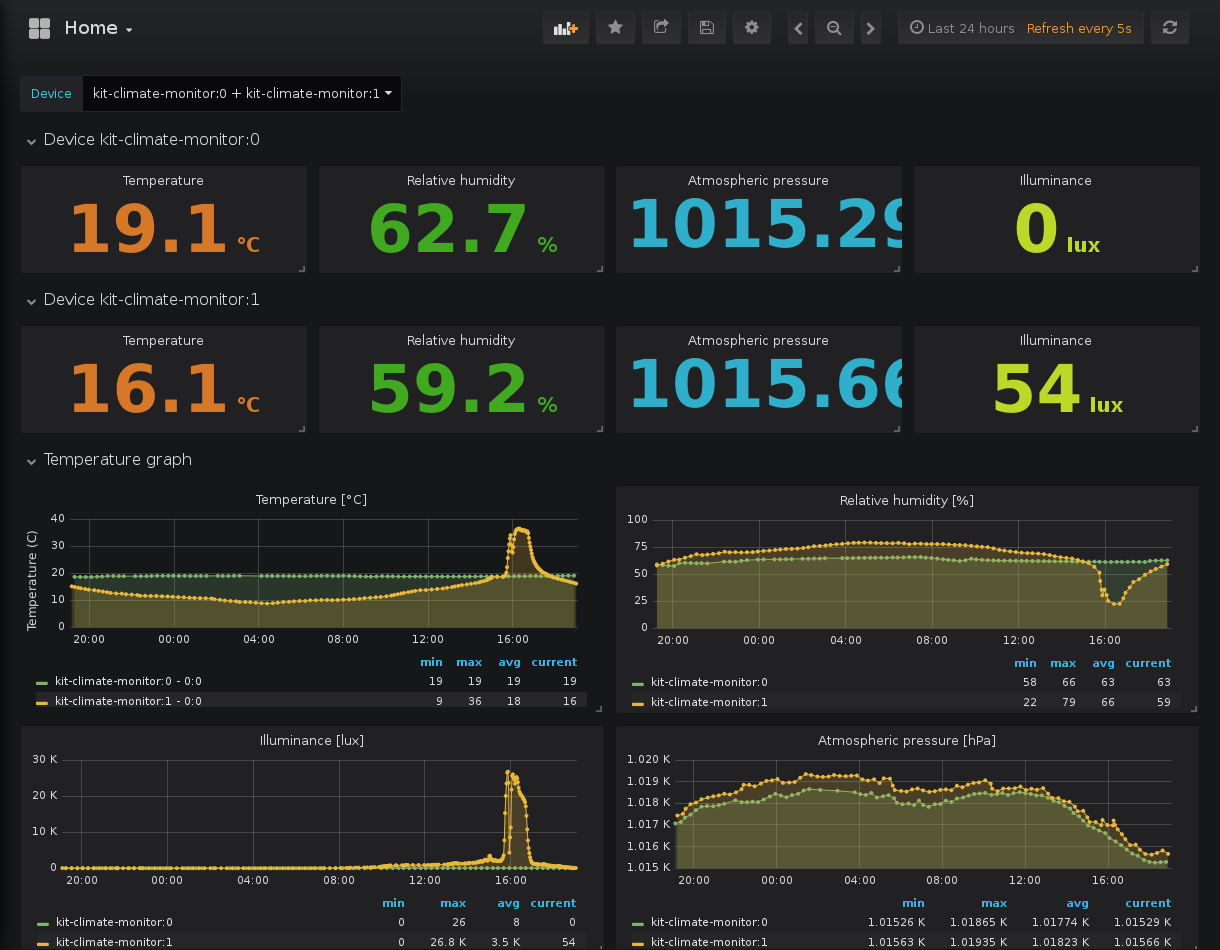 Home
Last 24 hours Refresh every 5s
Device kit-climate-monitor:0 + kit-climate-monitor:1
Device kit-climate-monitor:0
Temperature Relative humidity Atmospheric pressure Illuminance
19.1 °C 62.7 % 1015.29 0 lux
Device kit-climate-monitor:1
Temperature Relative humidity Atmospheric pressure Illuminance
16.1 °C 59.2 % 1015.66 54 lux
Temperature graph
Temperature [°C]
Temperature (C)
40
30
20
10
0
20:00 00:00 04:00 08:00 12:00 16:00
min max avg current
kit-climate-monitor:0 - 0:0 19 19 19 19
kit-climate-monitor:1 - 0:0 9 36 18 16
Relative humidity [%]
100
75
50
25
0
20:00 00:00 04:00 08:00 12:00 16:00
min max avg current
kit-climate-monitor:0 58 66 63 63
kit-climate-monitor:1 22 79 66 59
Illuminance [lux]
30 K
20 K
10 K
0
20:00 00:00 04:00 08:00 12:00 16:00
min max avg current
kit-climate-monitor:0 0 26 8 0
kit-climate-monitor:1 0 26.8 K 3.5 K 54
Atmospheric pressure [hPa]
1.020 K
1.019 K
1.018 K
1.017 K
1.016 K
1.015 K
20:00 00:00 04:00 08:00 12:00 16:00
min max avg current
kit-climate-monitor:0 1.01526 K 1.01865 K 1.01774 K 1.01529 K
kit-climate-monitor:1 1.01563 K 1.01935 K 1.01823 K 1.01566 K